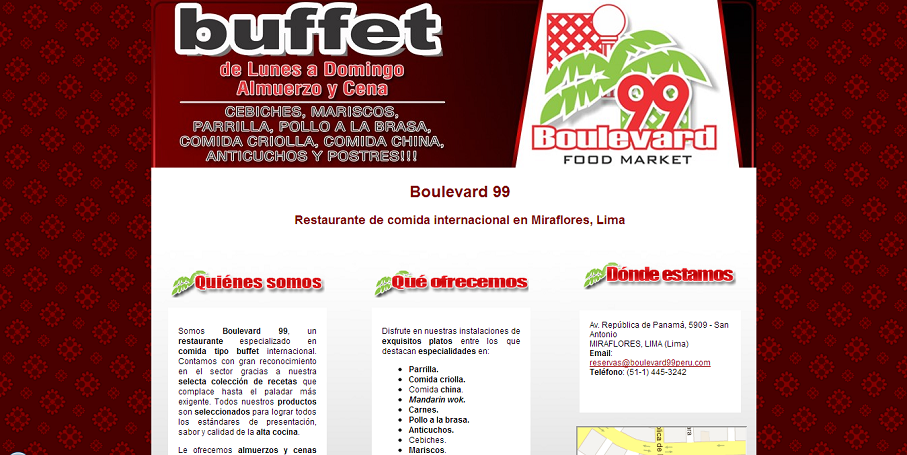 buffet
de Lunes a Domingo
Almuerzo y Cena
CEBICHES, MARISCOS,
PARRILLA, POLLO A LA BRASA,
COMIDA CRIOLLA, COMIDA CHINA,
ANTICUCHOS Y POSTRES!!!
99
Boulevard
FOOD MARKET
Boulevard 99
Restaurante de comida internacional en Miraflores, Lima
Quiénes somos
Somos Boulevard 99, un
restaurante especializado en
comida tipo buffet internacional.
Contamos con gran reconocimiento
en el sector gracias a nuestra
selecta colección de recetas que
complace hasta el paladar más
exigente. Todos nuestros productos
son seleccionados para lograr todos
los estándares de presentación,
sabor y calidad de la alta cocina.
Le ofrecemos almuerzos y cenas
Qué ofrecemos
Disfrute en nuestras instalaciones de
exquisitos platos entre los que
destacan especialidades en:
• Parrilla.
• Comida criolla.
• Comida china.
• Mandarín wok.
• Carnes.
• Pollo a la brasa.
• Anticuchos.
• Cebiches.
• Mariscos.
Dónde estamos
Av. República de Panamá, 5909 - San
Antonio
MIRAFLORES, LIMA (Lima)
Email:
reservas@boulevard99peru.com
Teléfono: (51-1) 445-3242